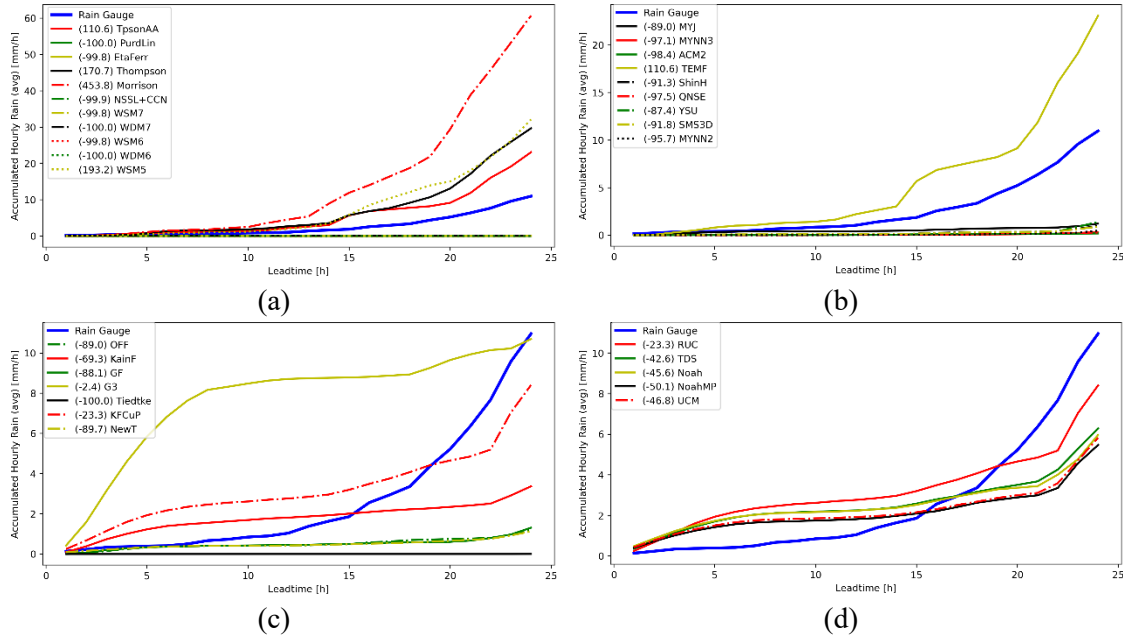 Accumulated Hourly Rain (avg) [mm/h]
60
50
40
30
20
10
0
Rain Gauge
(110.6) TpsonAA
(-100.0) PurdLin
(-99.8) EtaFerr
(170.7) Thompson
(453.8) Morrison
(-99.9) NSSL+CCN
(-99.8) WSM7
(-100.0) WDM7
(-99.8) WSM6
(-100.0) WDM6
(193.2) WSM5
0 5 10 15 20 25
Leadtime [h]
(a)
Accumulated Hourly Rain (avg) [mm/h]
20
15
10
5
0
Rain Gauge
(-89.0) MYJ
(-97.1) MYNN3
(-98.4) ACM2
(110.6) TEMF
(-91.3) ShinH
(-97.5) QNSE
(-87.4) YSU
(-91.8) SMS3D
(-95.7) MYNN2
0 5 10 15 20 25
Leadtime [h]
(b)
Accumulated Hourly Rain (avg) [mm/h]
10
8
6
4
2
0
Rain Gauge
(-89.0) OFF
(-69.3) KainF
(-88.1) GF
(-2.4) G3
(-100.0) Tiedtke
(-23.3) KFCuP
(-89.7) NewT
0 5 10 15 20 25
Leadtime [h]
(c)
Accumulated Hourly Rain (avg) [mm/h]
10
8
6
4
2
0
Rain Gauge
(-23.3) RUC
(-42.6) TDS
(-45.6) Noah
(-50.1) NoahMP
(-46.8) UCM
0 5 10 15 20 25
Leadtime [h]
(d)